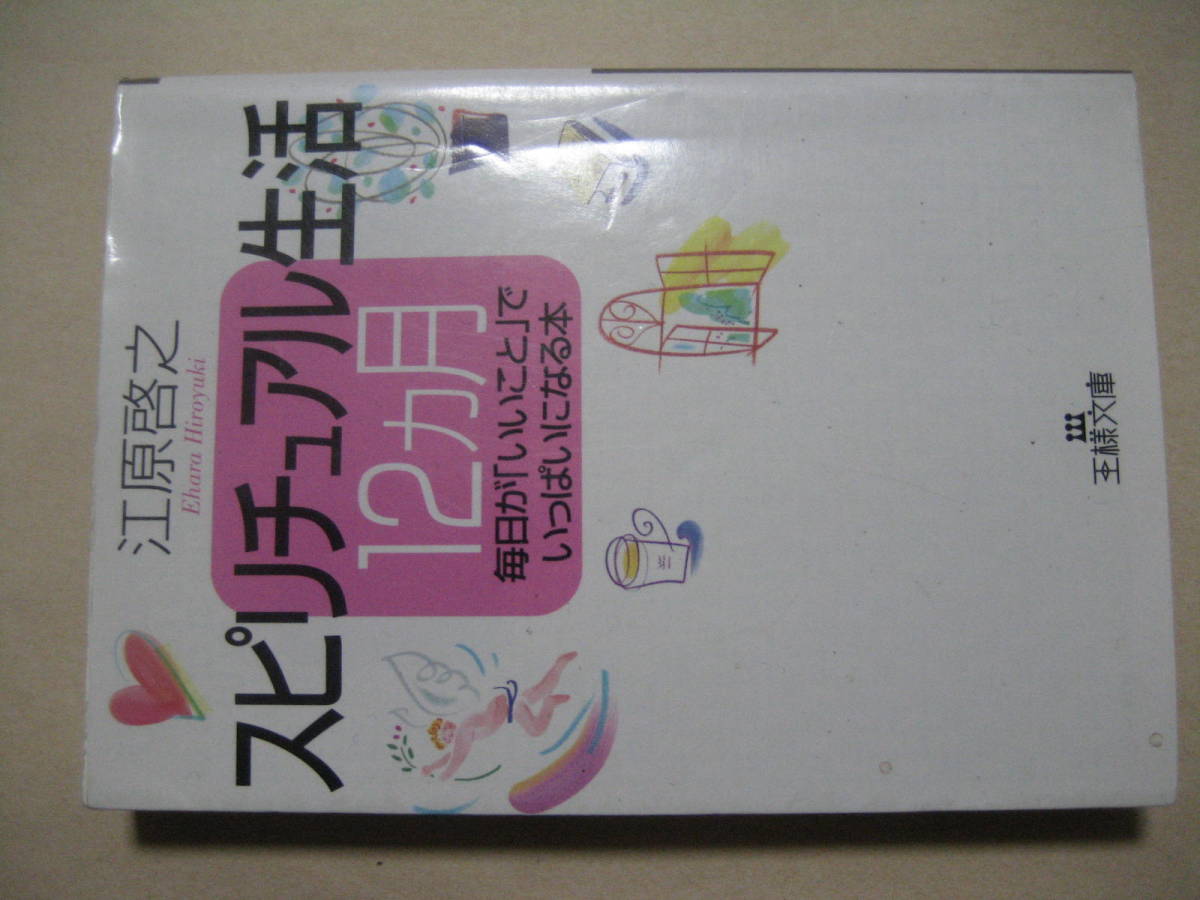 江原啓之
Ehara Hiroyuki
スピリチュアル生活
12カ月
毎日が「いいこと」で
いっぱいになる本
王様文庫